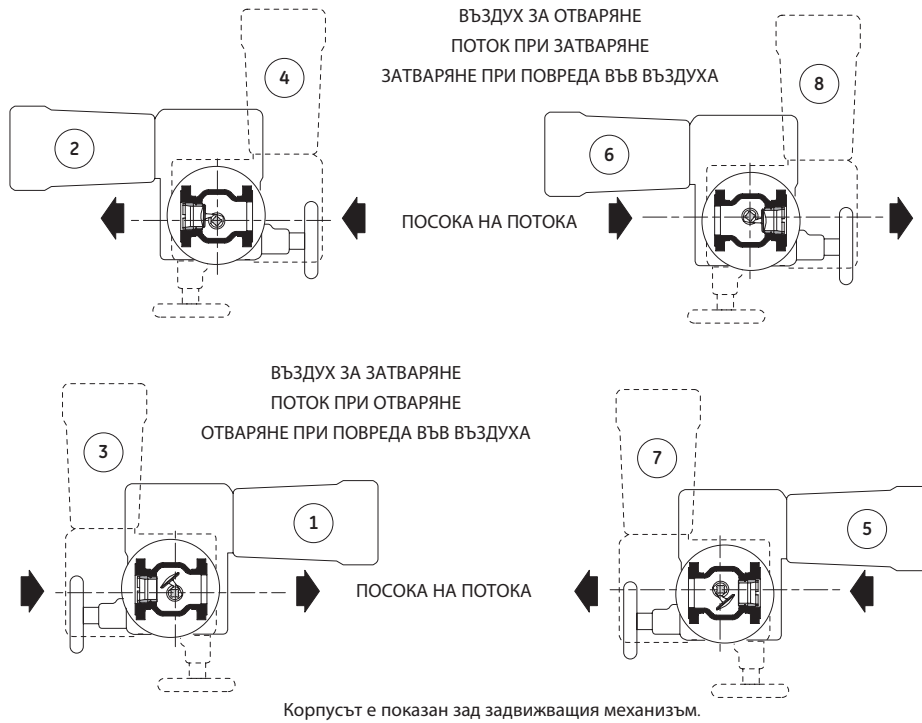 ВЪЗДУХ ЗА ОТВАРЯНЕ
ПОТОК ПРИ ЗАТВАРЯНЕ
ЗАТВАРЯНЕ ПРИ ПОВРЕДА ВЪВ ВЪЗДУХА
4
8
2
6
ПОСОКА НА ПОТОКА
ВЪЗДУХ ЗА ЗАТВАРЯНЕ
ПОТОК ПРИ ОТВАРЯНЕ
ОТВАРЯНЕ ПРИ ПОВРЕДА ВЪВ ВЪЗДУХА
3
7
1
5
ПОСОКА НА ПОТОКА
Корпусът е показан зад задвижващия механизъм.